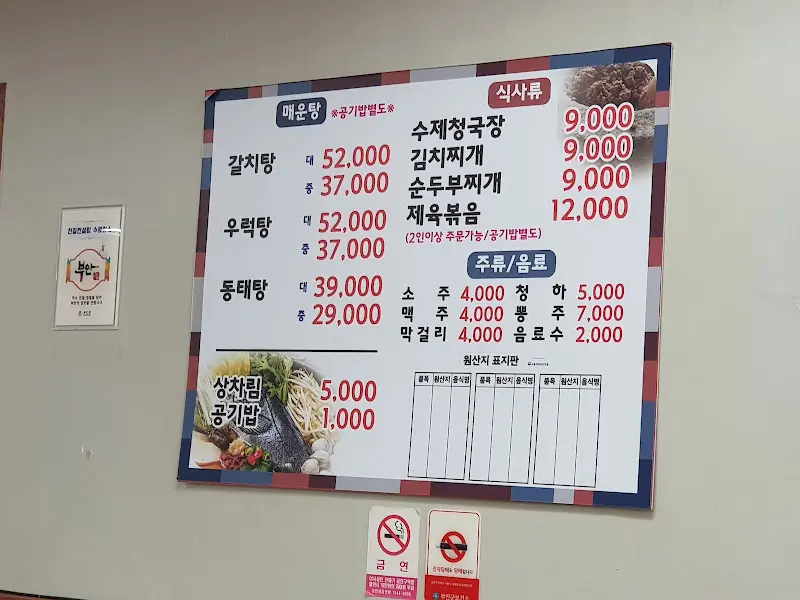 매운탕 ※공기밥별도※
갈치탕 대 52,000
중 37,000
우럭탕 대 52,000
중 37,000
동태탕 대 39,000
중 29,000
상차림 5,000
공기밥 1,000
식사류
수제청국장 9,000
김치찌개 9,000
순두부찌개 9,000
제육볶음 12,000
(2인이상 주문가능/공기밥별도)
주류/음료
소주 4,000 청하 5,000
맥주 4,000 뽕주 7,000
막걸리 4,000 음료수 2,000
원산지 표지판
품목 원산지 음식명 품목 원산지 음식명 품목 원산지 음식명
부안
금연